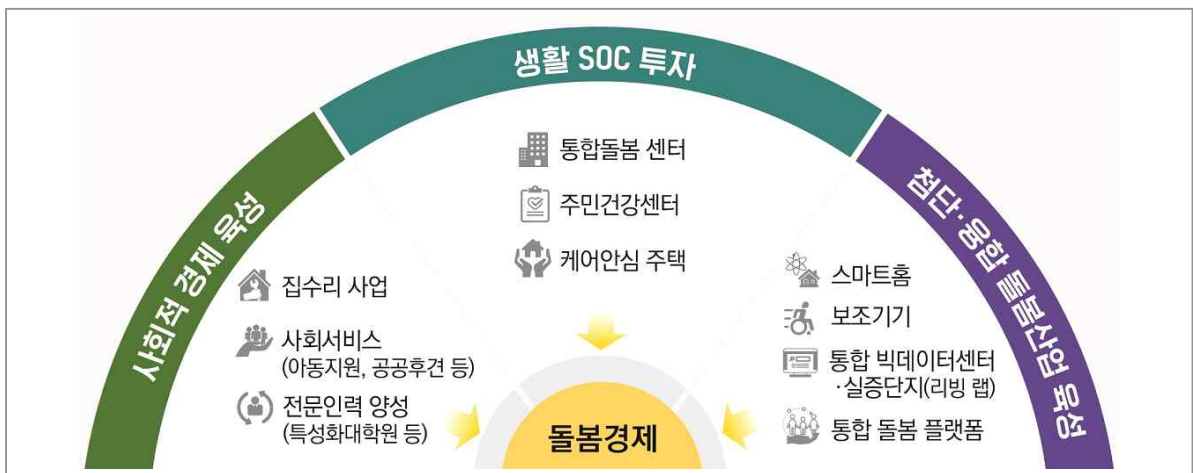 생활 SOC 투자
통합돌봄 센터
주민건강센터
케어안심 주택
사회적 경제 육성
집수리 사업
사회서비스
(아동지원, 공공후견 등)
전문인력 양성
(특성화대학원 등)
첨단·융합 돌봄산업 육성
스마트홈
보조기기
통합 빅데이터센터
·실증단지(리빙 랩)
통합 돌봄 플랫폼
돌봄경제